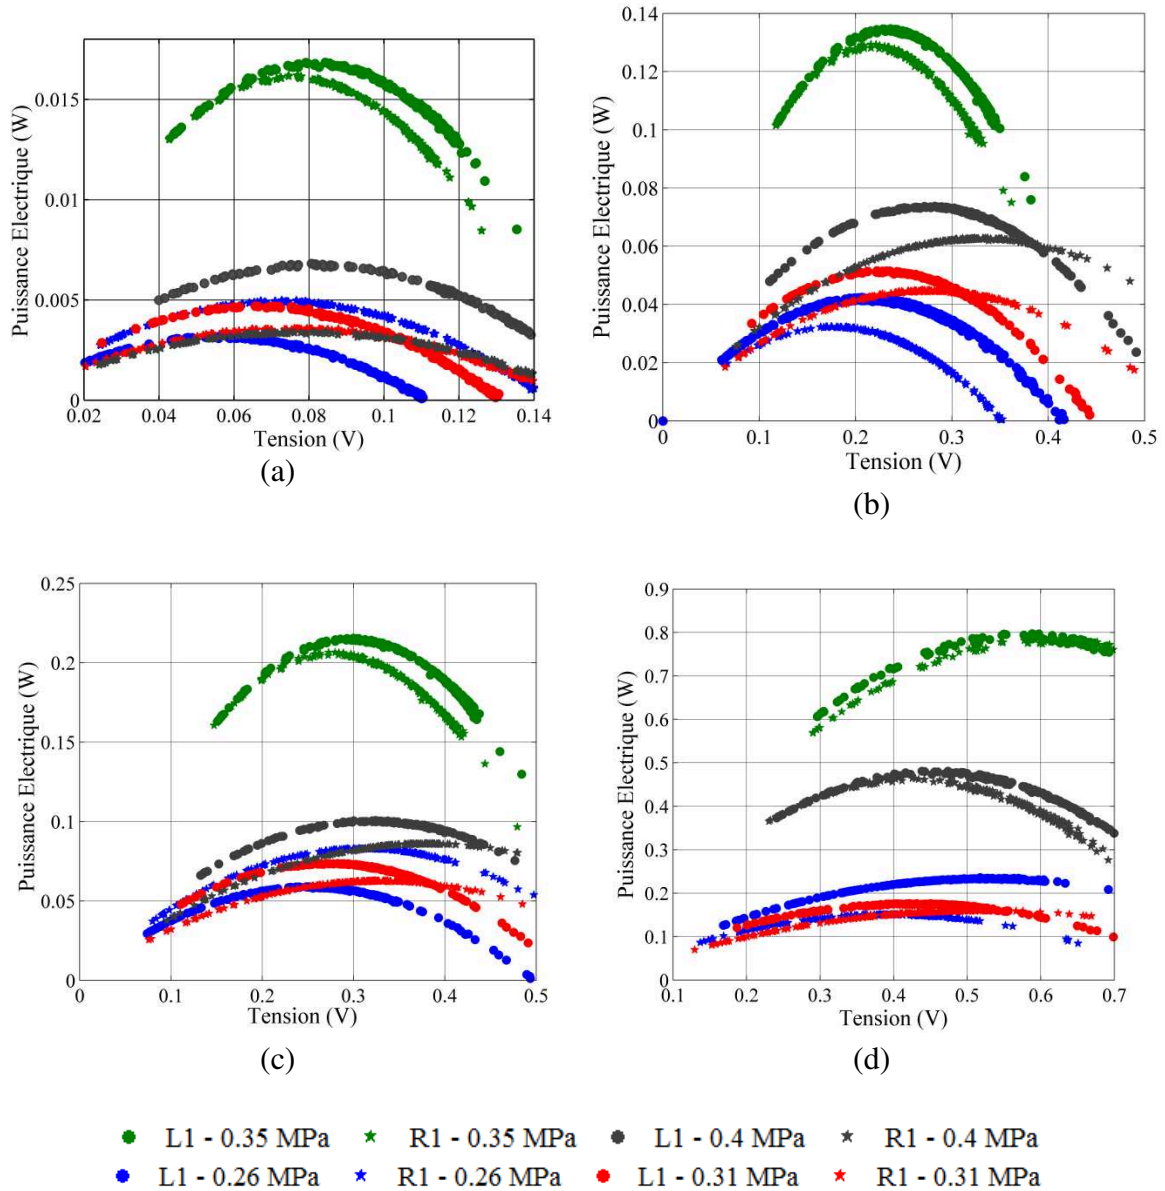 Puissance Electrique (W)
0.015
0.01
0.005
0
0.02 0.04 0.06 0.08 0.1 0.12 0.14
Tension (V)
(a)
Puissance Electrique (W)
0.14
0.12
0.1
0.08
0.06
0.04
0.02
0
0 0.1 0.2 0.3 0.4 0.5
Tension (V)
(b)
Puissance Electrique (W)
0.25
0.2
0.15
0.1
0.05
0
0 0.1 0.2 0.3 0.4 0.5
Tension (V)
(c)
Puissance Electrique (W)
0.9
0.8
0.7
0.6
0.5
0.4
0.3
0.2
0.1
0
0.1 0.2 0.3 0.4 0.5 0.6 0.7
Tension (V)
(d)
L1 - 0.35 MPa R1 - 0.35 MPa L1 - 0.4 MPa R1 - 0.4 MPa
L1 - 0.26 MPa R1 - 0.26 MPa L1 - 0.31 MPa R1 - 0.31 MPa